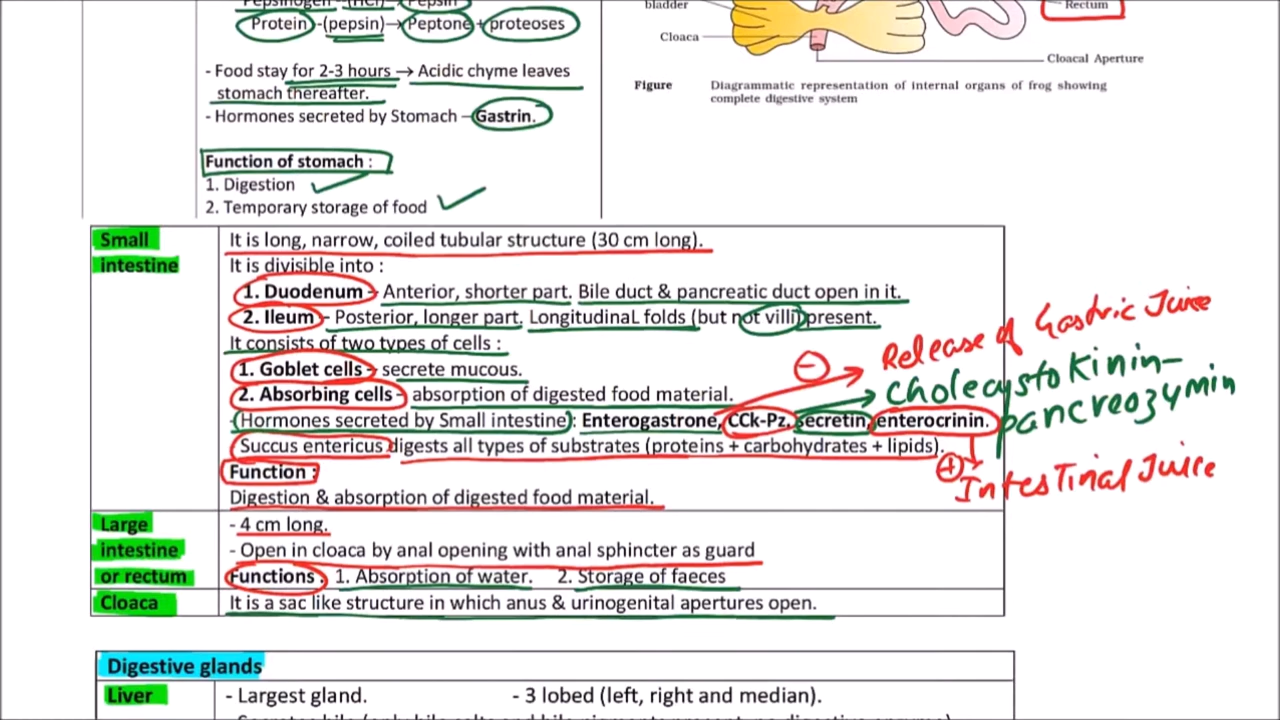 Pepsinogen (HCl) Pepsin
Protein -(pepsin)→ Peptone + proteoses
- Food stay for 2-3 hours → Acidic chyme leaves
stomach thereafter.
- Hormones secreted by Stomach – Gastrin.
Function of stomach :
1. Digestion
2. Temporary storage of food
bladder
Cloaca
Rectum
Cloacal Aperture
Figure Diagrammatic representation of internal organs of frog showing
complete digestive system
Small
intestine
It is long, narrow, coiled tubular structure (30 cm long).
It is divisible into :
1. Duodenum - Anterior, shorter part. Bile duct & pancreatic duct open in it.
2. Ileum - Posterior, longer part. LongitudinaL folds (but not villi) present.
It consists of two types of cells :
1. Goblet cells - secrete mucous.
2. Absorbing cells - absorption of digested food material.
(Hormones secreted by Small intestine): Enterogastrone, CCk-Pz, secretin, enterocrinin.
Succus entericus digests all types of substrates (proteins + carbohydrates + lipids).
Function :
Digestion & absorption of digested food material.
- Release of Gastric Juice
Cholecystokinin-
pancreozymin
+ Intestinal Juice
Large
intestine
or rectum
- 4 cm long.
- Open in cloaca by anal opening with anal sphincter as guard
Functions : 1. Absorption of water. 2. Storage of faeces
Cloaca
It is a sac like structure in which anus & urinogenital apertures open.
Digestive glands
Liver
- Largest gland. - 3 lobed (left, right and median).